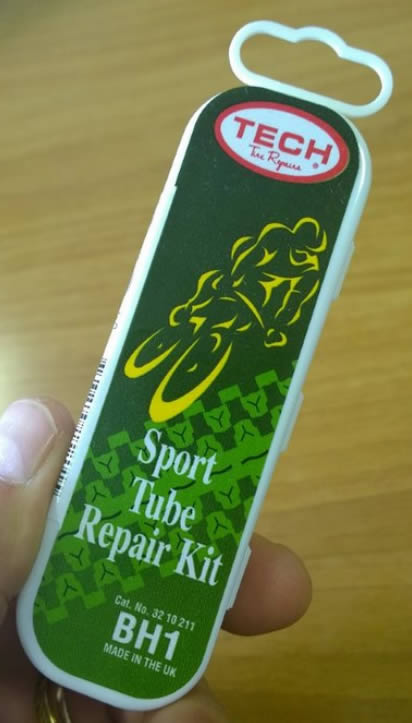 TECH
Tire Repairs
Sport
Tube
Repair Kit
Cat. No. 32 10 211
BH1
MADE IN THE UK